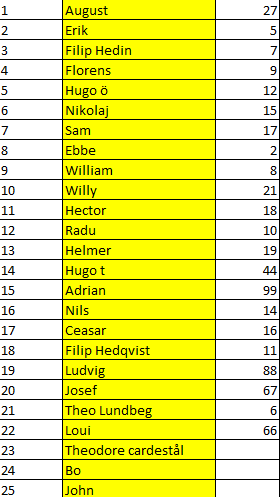 1 August 27
2 Erik 5
3 Filip Hedin 7
4 Florens 9
5 Hugo ö 12
6 Nikolaj 15
7 Sam 17
8 Ebbe 2
9 William 8
10 Willy 21
11 Hector 18
12 Radu 10
13 Helmer 19
14 Hugo t 44
15 Adrian 99
16 Nils 14
17 Ceasar 16
18 Filip Hedqvist 11
19 Ludvig 88
20 Josef 67
21 Theo Lundbeg 6
22 Loui 66
23 Theodore cardestål
24 Bo
25 John